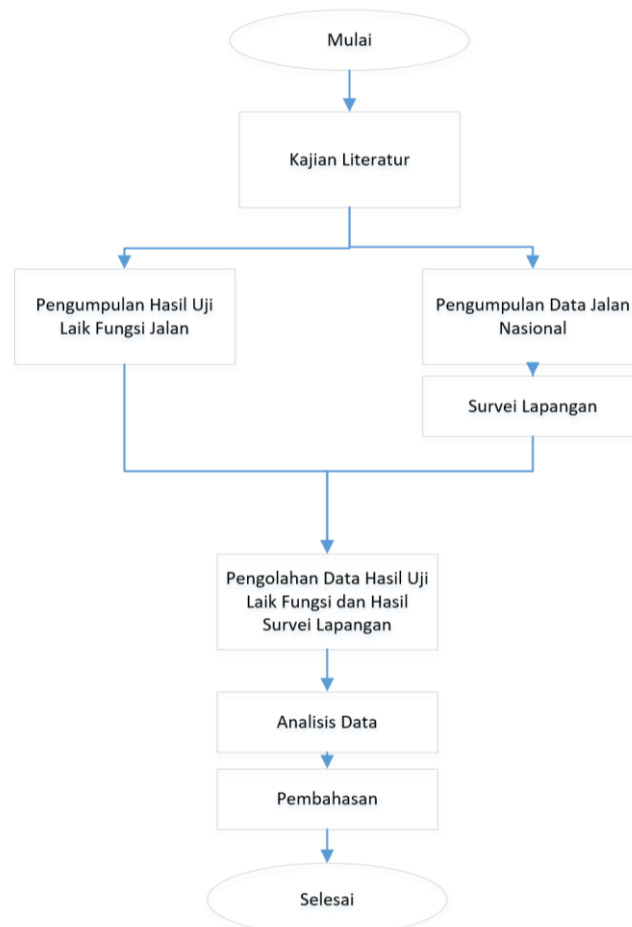 Mulai
Kajian Literatur
Pengumpulan Hasil Uji
Laik Fungsi Jalan
Pengumpulan Data Jalan
Nasional
Survei Lapangan
Pengolahan Data Hasil Uji
Laik Fungsi dan Hasil
Survei Lapangan
Analisis Data
Pembahasan
Selesai